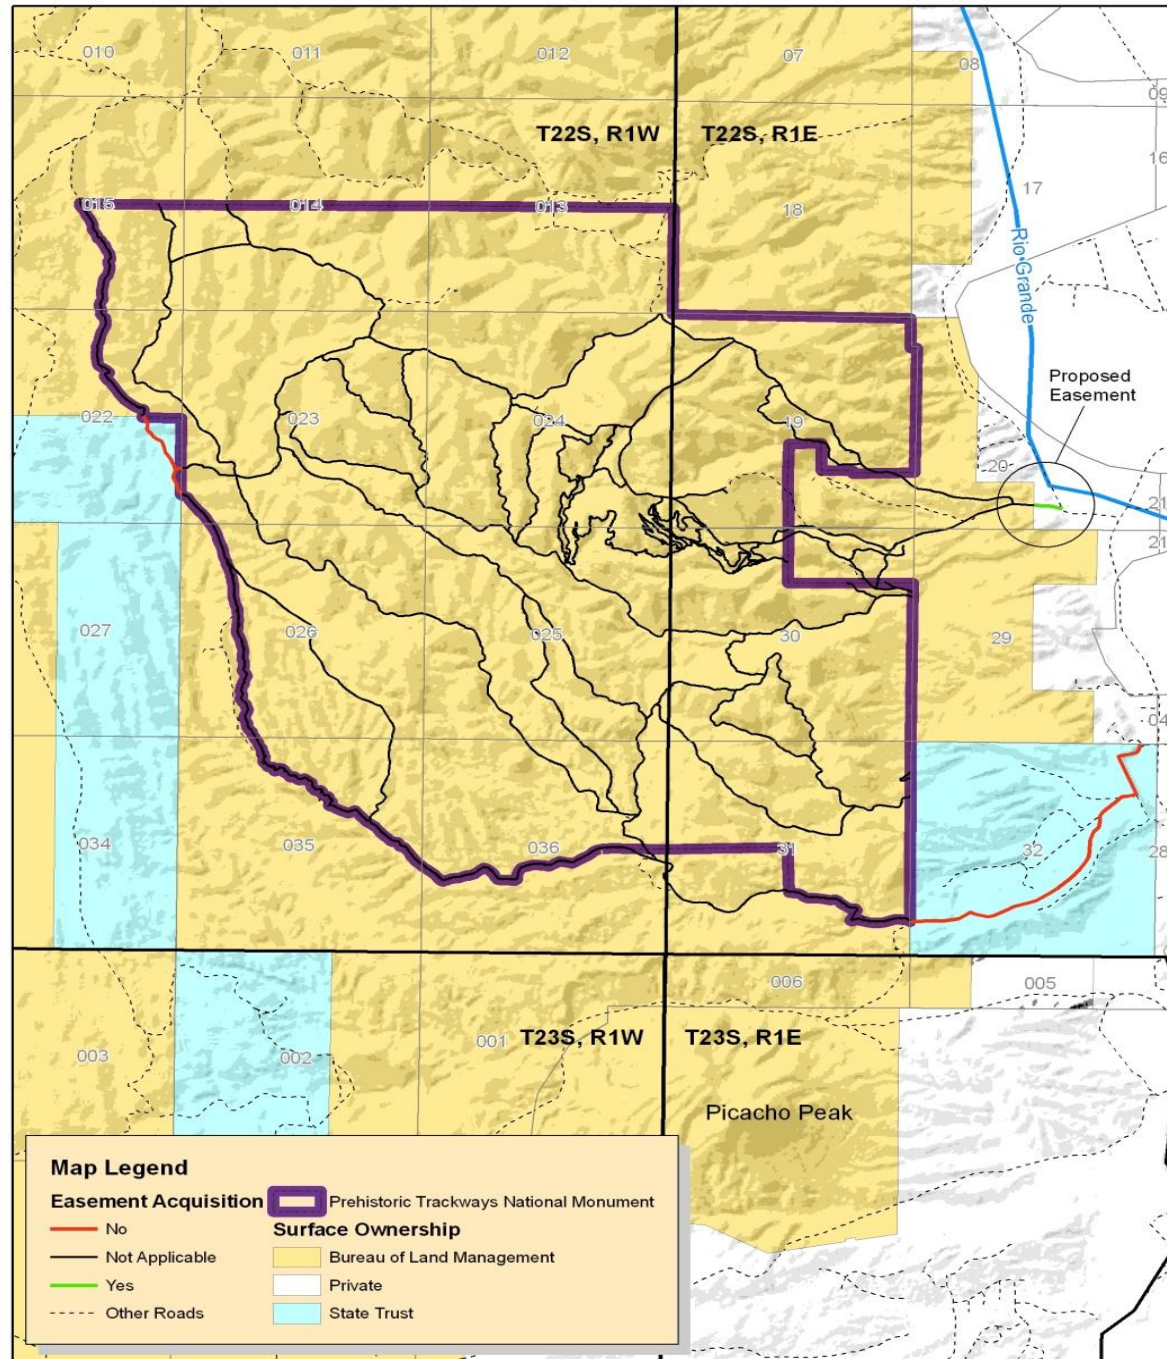 010
011
012
07
08
09
T22S, R1W
T22S, R1E
16
17
015
014
013
18
Rio Grande
Proposed
Easement
022
023
024
19
20
21
21
027
026
025
30
29
04
034
035
036
31
32
28
006
005
003
002
001
T23S, R1W
T23S, R1E
Picacho Peak
Map Legend
Easement Acquisition
No
Not Applicable
Yes
Other Roads
Prehistoric Trackways National Monument
Surface Ownership
Bureau of Land Management
Private
State Trust